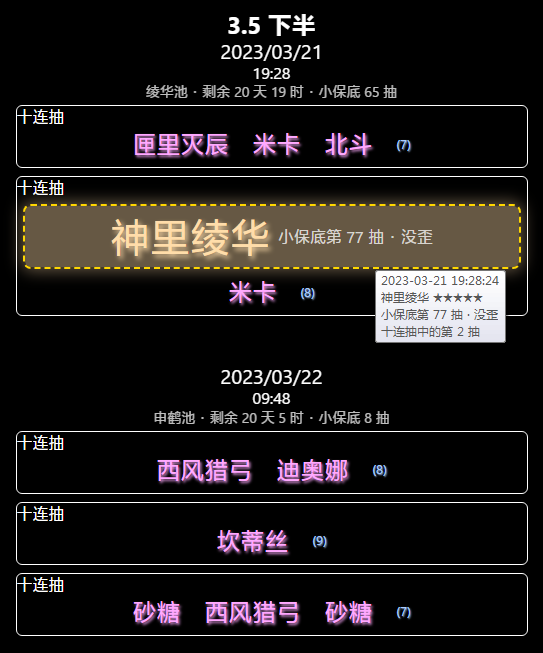 3.5 下半
2023/03/21
19:28
绫华池 · 剩余 20 天 19 时 · 小保底 65 抽
十连抽
匣里灭辰 米卡 北斗 (7)
十连抽
神里绫华 小保底第 77 抽 · 没歪
米卡 (8)
2023-03-21 19:28:24
神里绫华 ★★★★★
小保底第 77 抽 · 没歪
十连抽中的第 2 抽
2023/03/22
09:48
申鹤池 · 剩余 20 天 5 时 · 小保底 8 抽
十连抽
西风猎弓 迪奥娜 (8)
十连抽
坎蒂丝 (9)
十连抽
砂糖 西风猎弓 砂糖 (7)